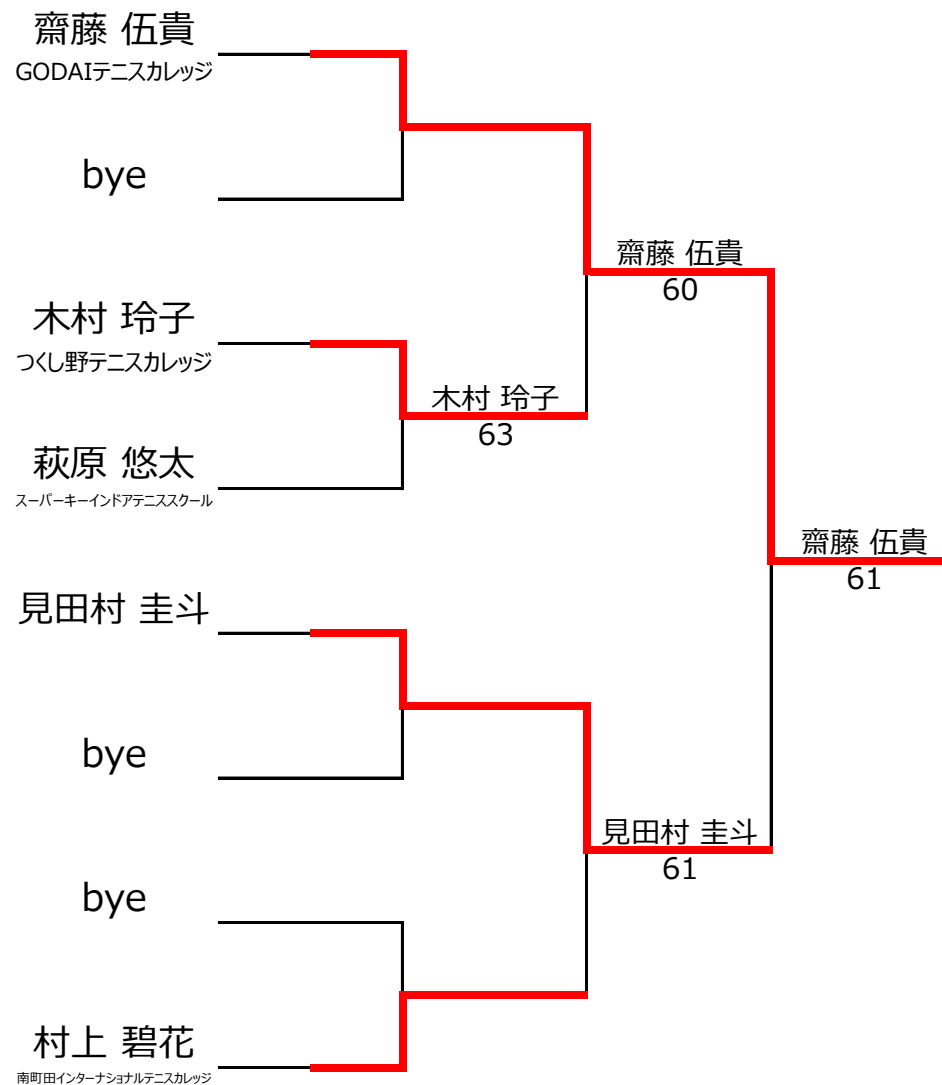 齋藤 伍貴
GODAIテニスカレッジ
bye
齋藤 伍貴
60
木村 玲子
つくし野テニスカレッジ
木村 玲子
63
萩原 悠太
スーパーキーインドアテニススクール
齋藤 伍貴
61
見田村 圭斗
bye
見田村 圭斗
61
bye
村上 碧花
南町田インターナショナルテニスカレッジ